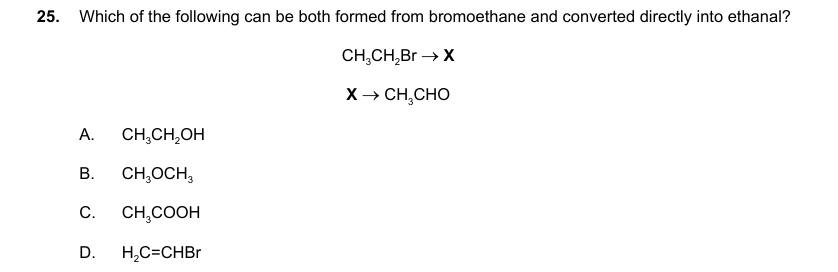 25. Which of the following can be both formed from bromoethane and converted directly into ethanal?
CH₃CH₂Br → X
X → CH₃CHO
A. CH₃CH₂OH
B. CH₃OCH₃
C. CH₃COOH
D. H₂C=CHBr